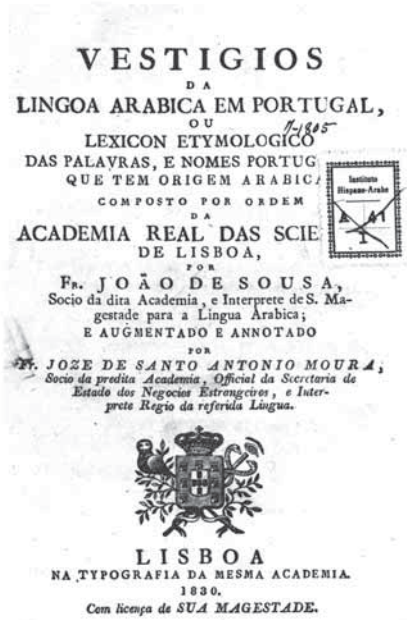 VESTIGIOS
DA
LINGOA ARABICA EM PORTUGAL,
OU
LEXICON ETYMOLOGICO
7-1805
DAS PALAVRAS, E NOMES PORTUG
QUE TEM ORIGEM ARABICA
Instituto
Hispano-Arabe
A 41
1
COMPOSTO POR ORDEM
DA
ACADEMIA REAL DAS SCIE
DE LISBOA,
POR
FR. JOÃO DE SOUSA,
Socio da dita Academia, e Interprete de S. Ma-
gestade para a Lingua Arabica;
E AUGMENTADO E ANNOTADO
POR
FR. JOZE DE SANTO ANTONIO MOURA,
Socio da predita Academia, Official da Secretaria de
Estado dos Negocios Estrangeiros, e Inter-
prete Regio da referida Lingua.
LISBOA
NA TYPOGRAFIA DA MESMA ACADEMIA.
1830.
Com licença de SUA MAGESTADE.